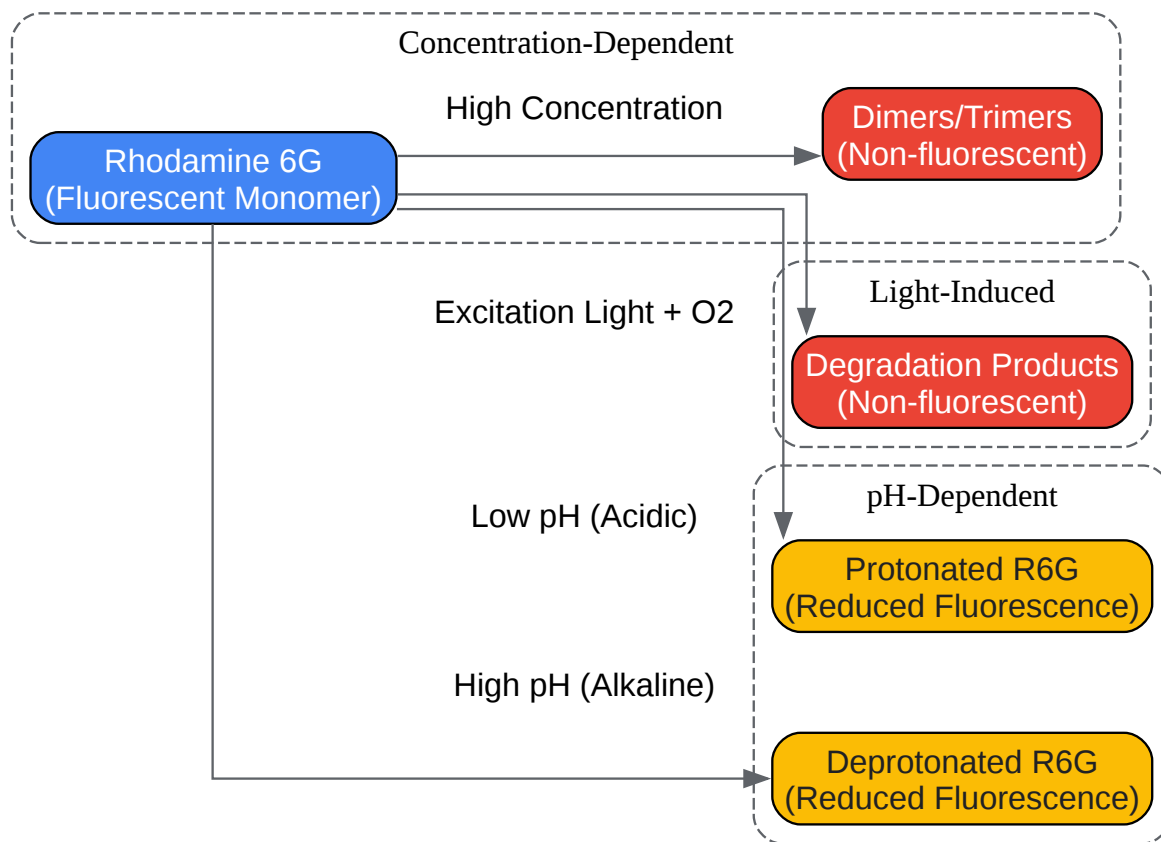 Concentration-Dependent
High Concentration
Dimers/Trimers
(Non-fluorescent)
Rhodamine 6G
(Fluorescent Monomer)
Light-Induced
Excitation Light + O2
Degradation Products
(Non-fluorescent)
pH-Dependent
Low pH (Acidic)
Protonated R6G
(Reduced Fluorescence)
High pH (Alkaline)
Deprotonated R6G
(Reduced Fluorescence)